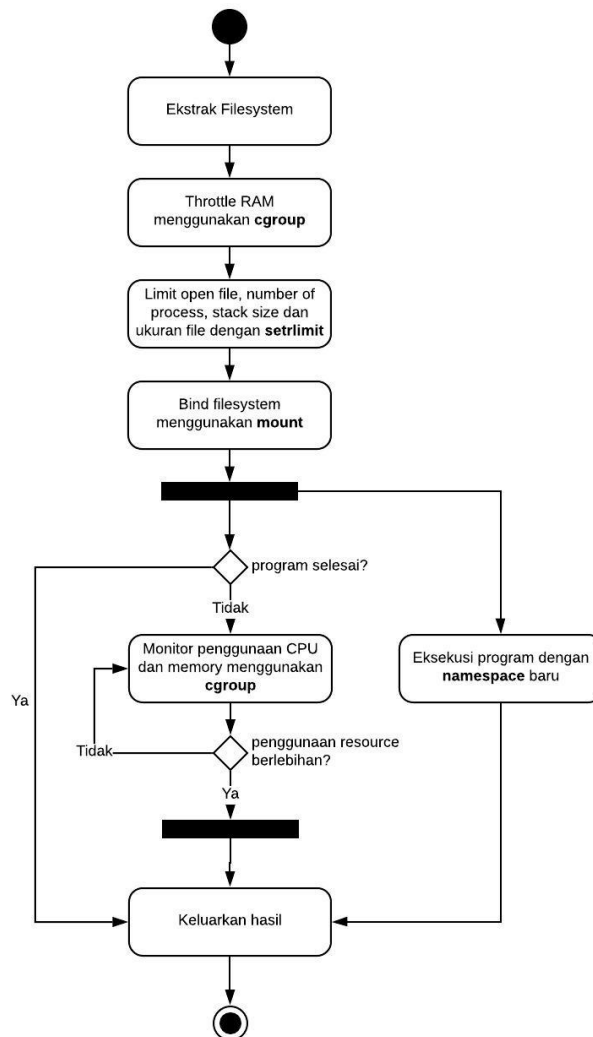 Ekstrak Filesystem
Throttle RAM
menggunakan cgroup
Limit open file, number of
process, stack size dan
ukuran file dengan setrlimit
Bind filesystem
menggunakan mount
program selesai?
Tidak
Monitor penggunaan CPU
dan memory menggunakan
cgroup
Eksekusi program dengan
namespace baru
Ya
Tidak
penggunaan resource
berlebihan?
Ya
Keluarkan hasil